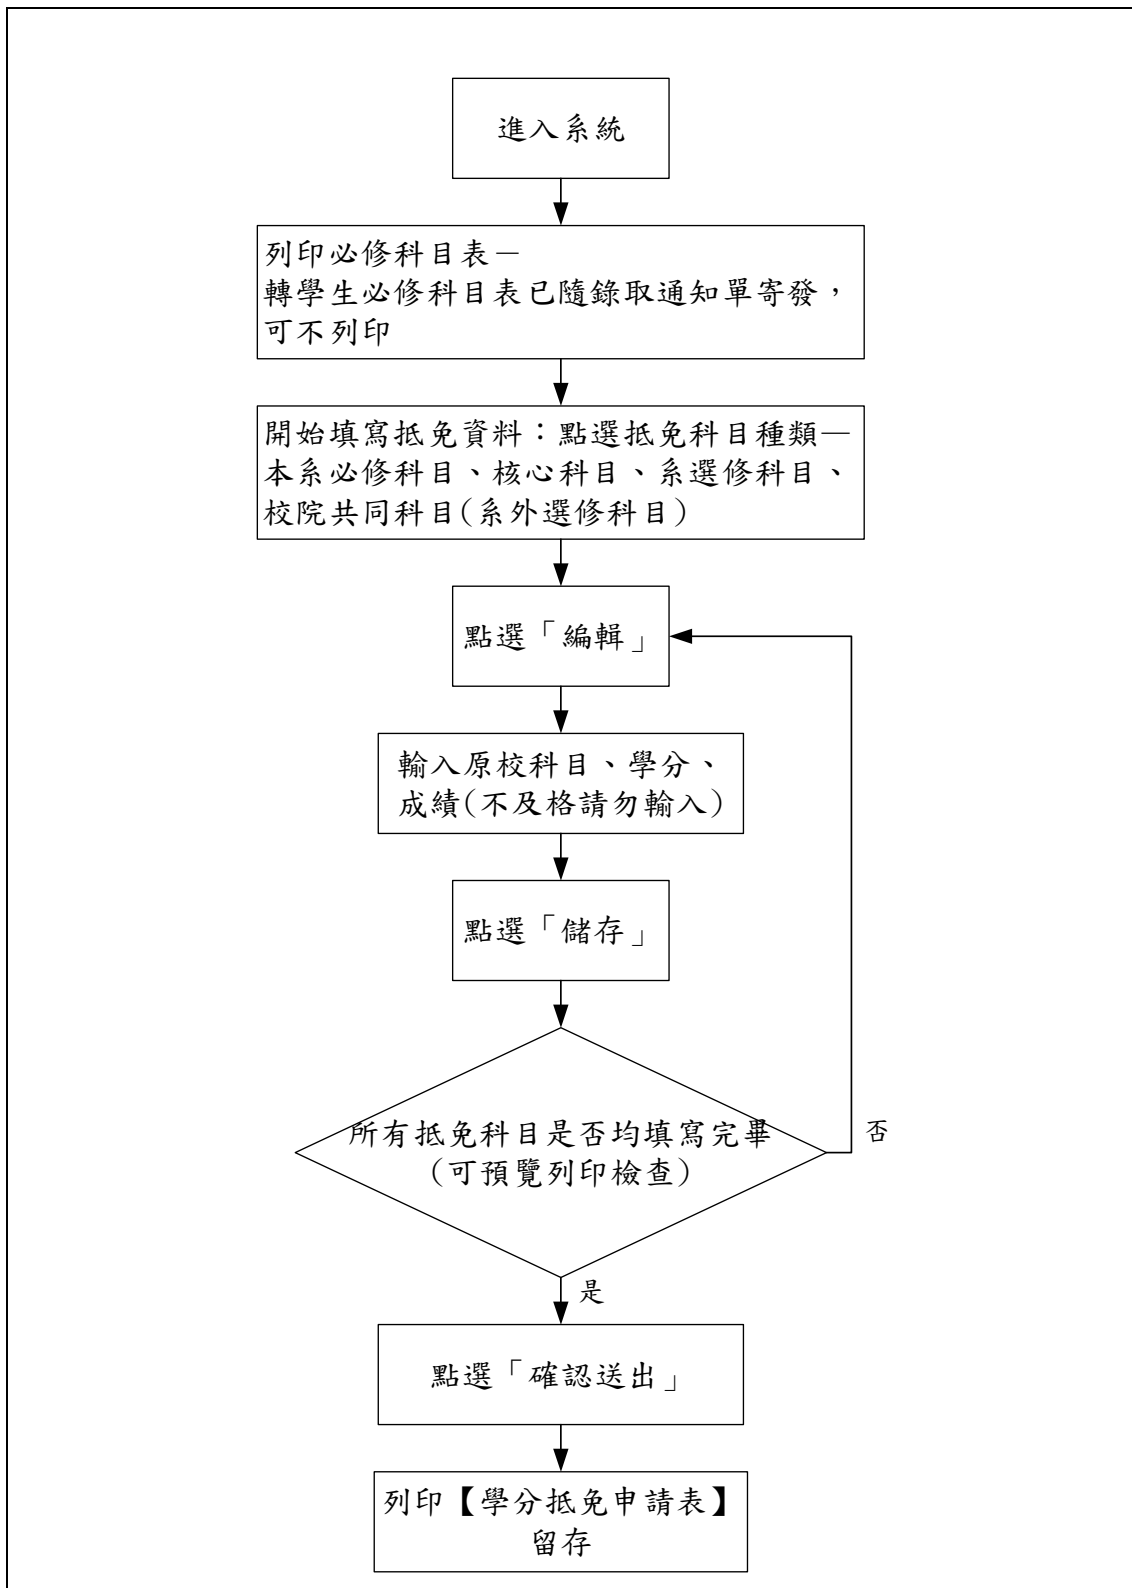 進入系統
列印必修科目表－
轉學生必修科目表已隨錄取通知單寄發，
可不列印
開始填寫抵免資料：點選抵免科目種類—
本系必修科目、核心科目、系選修科目、
校院共同科目(系外選修科目)
點選「編輯」
輸入原校科目、學分、
成績(不及格請勿輸入)
點選「儲存」
所有抵免科目是否均填寫完畢
(可預覽列印檢查)
否
是
點選「確認送出」
列印【學分抵免申請表】
留存